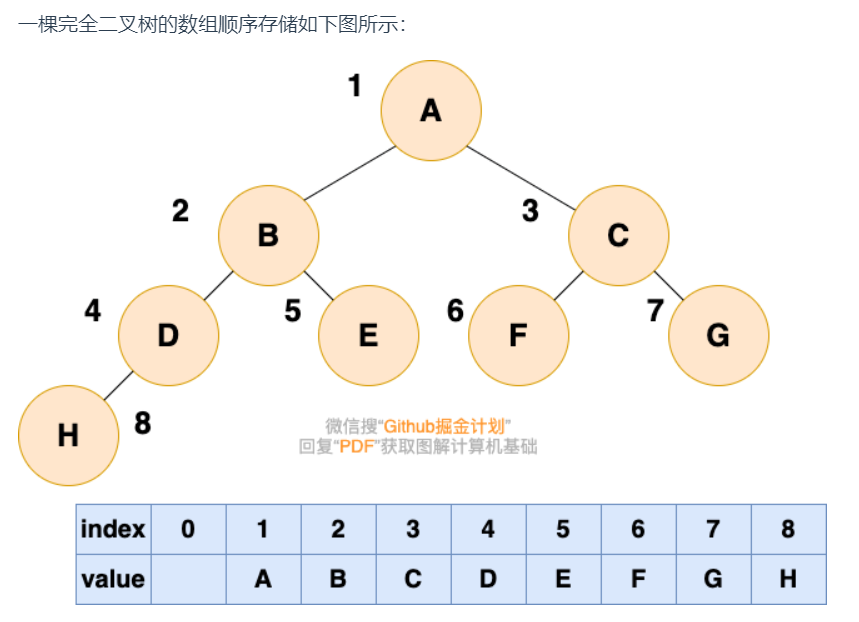 一棵完全二叉树的数组顺序存储如下图所示：
1
A
2
B
3
C
4
D
5
E
6
F
7
G
H
8
微信搜“Github掘金计划”
回复“PDF”获取图解计算机基础
index 0 1 2 3 4 5 6 7 8
value A B C D E F G H